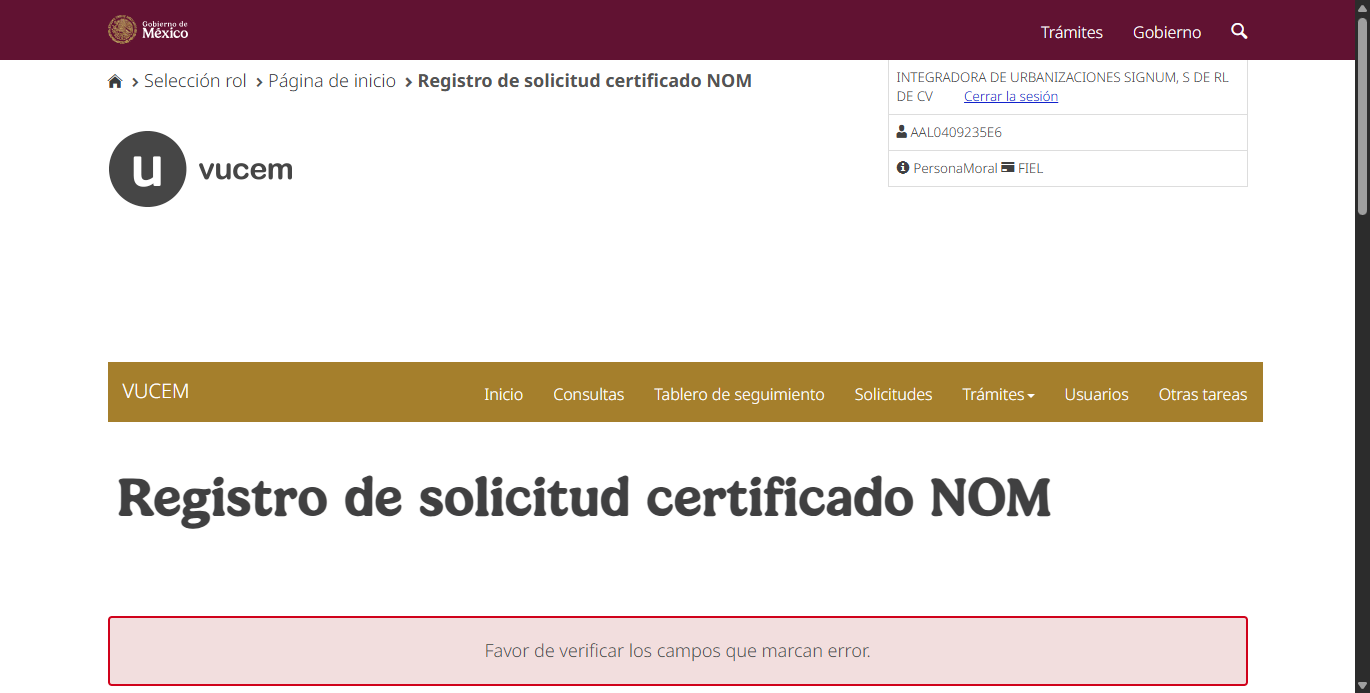 Gobierno de
México
Trámites
Gobierno
Selección rol
Página de inicio
Registro de solicitud certificado NOM
INTEGRADORA DE URBANIZACIONES SIGNUM, S DE RL
DE CV Cerrar la sesión
AAL0409235E6
PersonaMoral FIEL
u vucem
VUCEM
Inicio
Consultas
Tablero de seguimiento
Solicitudes
Trámites
Usuarios
Otras tareas
Registro de solicitud certificado NOM
Favor de verificar los campos que marcan error.